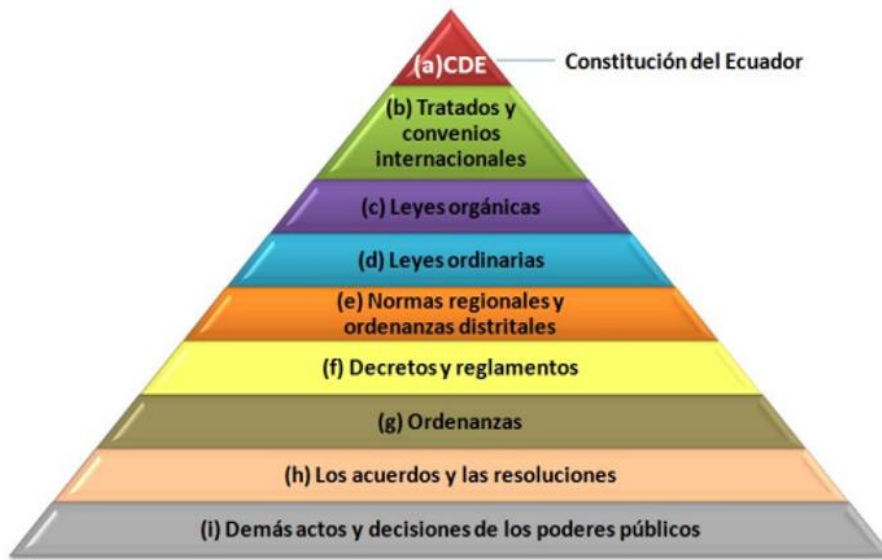 (a)CDE
Constitución del Ecuador
(b) Tratados y
convenios
internacionales
(c) Leyes orgánicas
(d) Leyes ordinarias
(e) Normas regionales y
ordenanzas distritales
(f) Decretos y reglamentos
(g) Ordenanzas
(h) Los acuerdos y las resoluciones
(i) Demás actos y decisiones de los poderes públicos